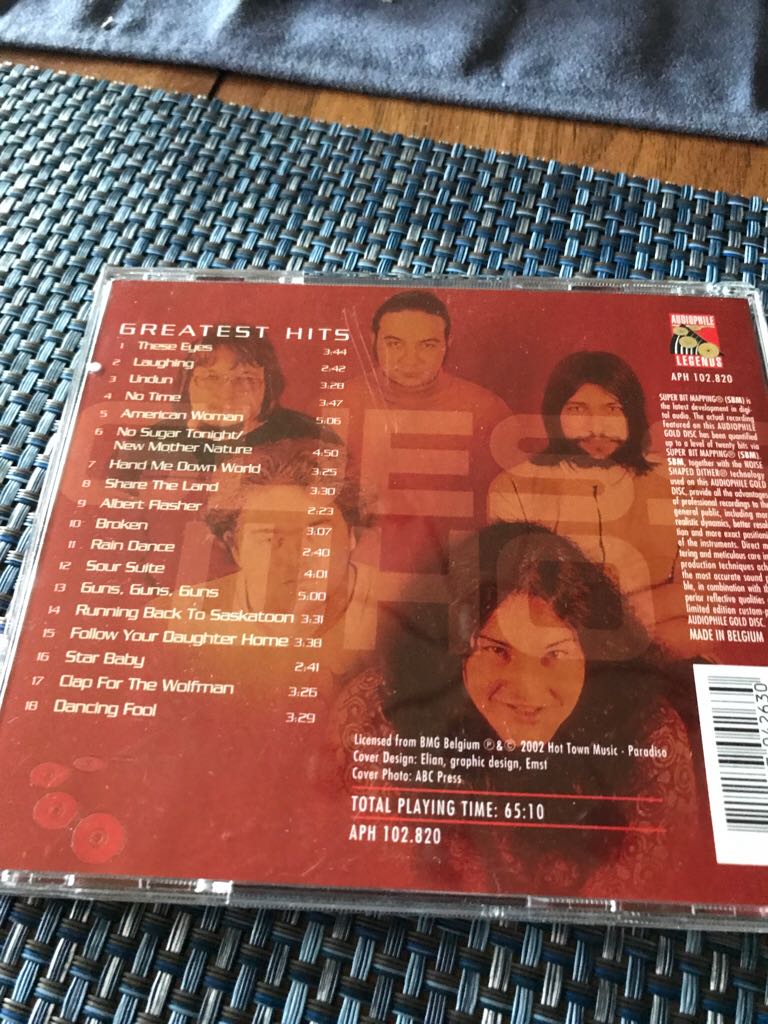 GREATEST HITS
1 These Eyes 3:44
2 Laughing 2:42
3 Undun 3:28
4 No Time 3:47
5 American Woman 5:06
6 No Sugar Tonight/
New Mother Nature 4:50
7 Hand Me Down World 3:25
8 Share The Land 3:30
9 Albert Flasher 2:23
10 Broken 3:07
11 Rain Dance 2:40
12 Sour Suite 4:01
13 Guns, Guns, Guns 5:00
14 Running Back To Saskatoon 3:31
15 Follow Your Daughter Home 3:38
16 Star Baby 2:41
17 Clap For The Wolfman 3:26
18 Dancing Fool 3:29
AUDIOPHILE
LEGENDS
APH 102.820
SUPER BIT MAPPING® (SBM) is
the latest development in digi-
tal audio. The actual recording
featured on this AUDIOPHILE
GOLD DISC has been quantified
up to a level of twenty bits via
SUPER BIT MAPPING® (SBM).
SBM, together with the NOISE
SHAPED DITHER® technology
used on this AUDIOPHILE GOLD
DISC, provide all the advantages
of professional recordings to the
general public, including more
realistic dynamics, better
and more exact
of the instruments. Direct
and meticulous care in
production techniques
the most accurate sound
in combination with
reflective qualities
limited edition
AUDIOPHILE GOLD DISC.
MADE IN BELGIUM
Licensed from BMG Belgium ℗ & © 2002 Hot Town Music - Paradiso
Cover Design: Elian, graphic design, Emst
Cover Photo: ABC Press
TOTAL PLAYING TIME: 65:10
APH 102.820